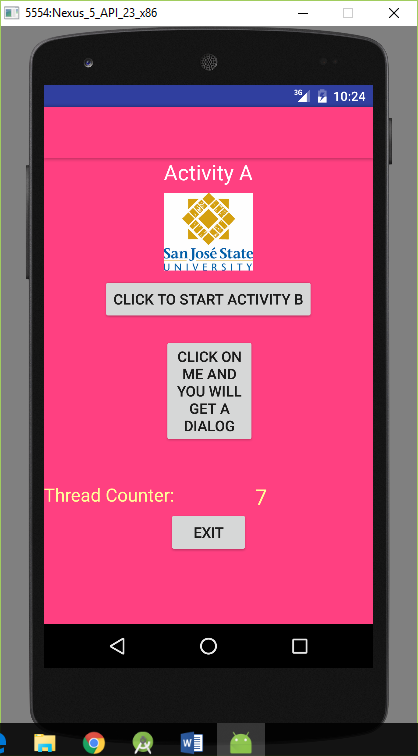 5554:Nexus_5_API_23_x86
3G 10:24
Activity A
San José State
UNIVERSITY
CLICK TO START ACTIVITY B
CLICK ON
ME AND
YOU WILL
GET A
DIALOG
Thread Counter: 7
EXIT